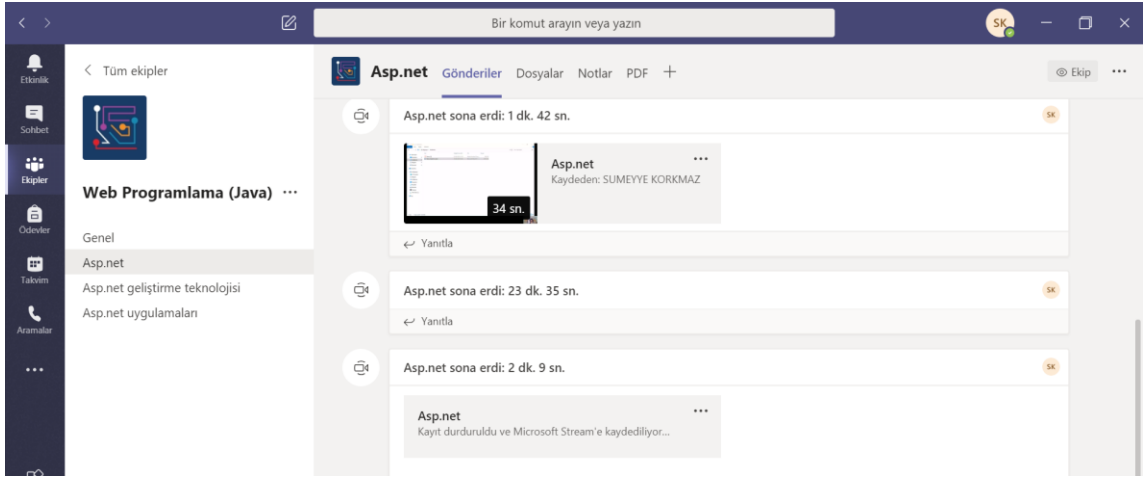 Bir komut arayın veya yazın
SK
Etkinlik
Sohbet
Ekipler
Ödevler
Takvim
Aramalar
Tüm ekipler
Web Programlama (Java)
Genel
Asp.net
Asp.net geliştirme teknolojisi
Asp.net uygulamaları
Asp.net Gönderiler Dosyalar Notlar PDF
Ekip
Asp.net sona erdi: 1 dk. 42 sn.
SK
Asp.net
Kaydeden: SUMEYYE KORKMAZ
34 sn.
Yanıtla
Asp.net sona erdi: 23 dk. 35 sn.
SK
Yanıtla
Asp.net sona erdi: 2 dk. 9 sn.
SK
Asp.net
Kayıt durduruldu ve Microsoft Stream'e kaydediliyor...